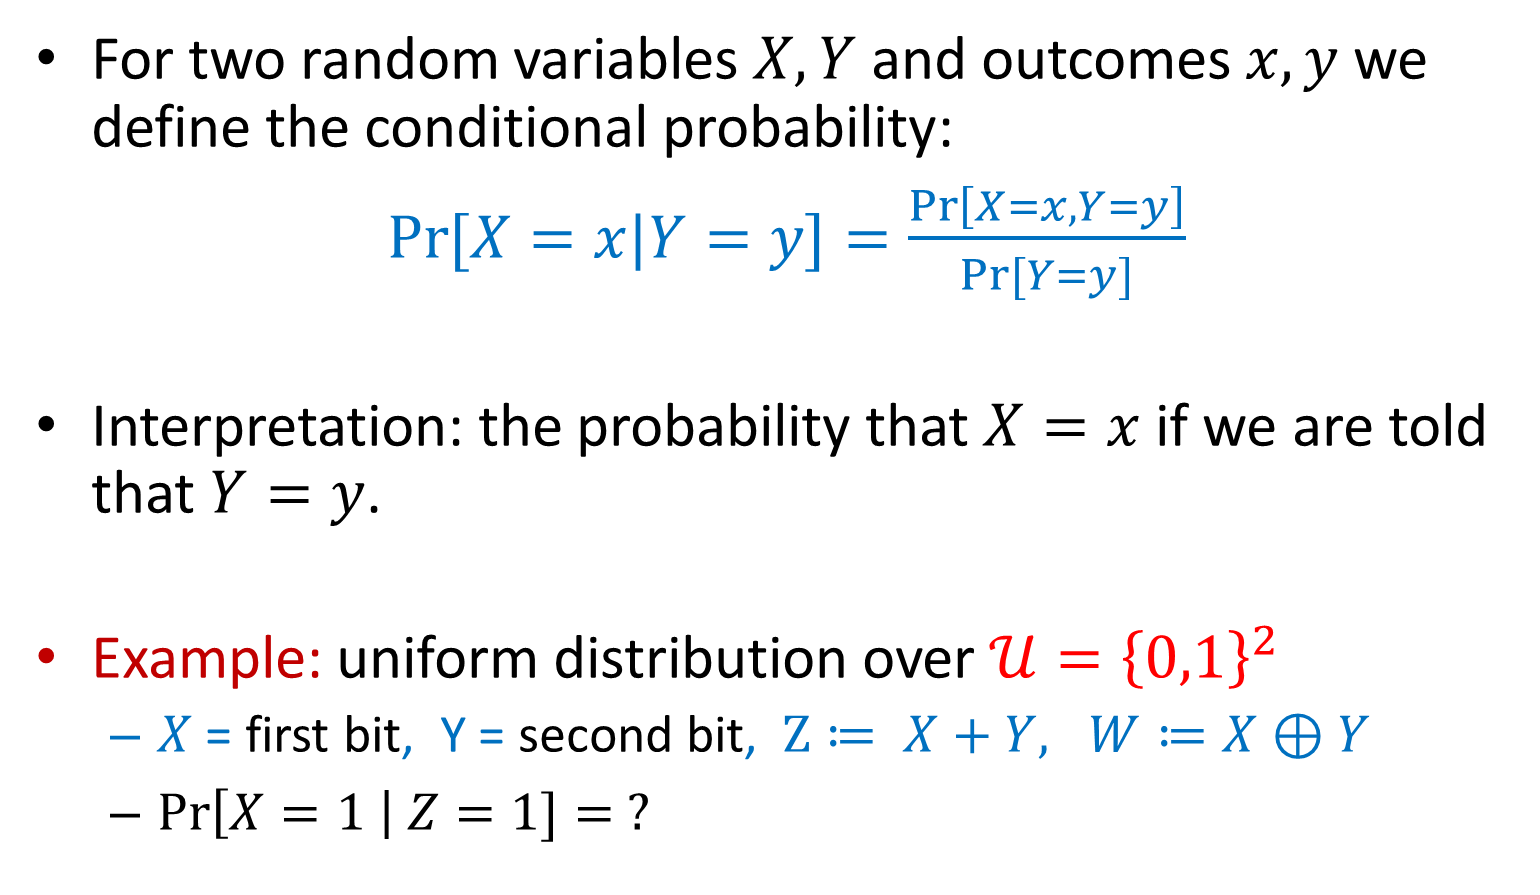 • For two random variables X, Y and outcomes x, y we
define the conditional probability:
Pr[X = x|Y = y] = Pr[X=x,Y=y] / Pr[Y=y]
• Interpretation: the probability that X = x if we are told
that Y = y.
• Example: uniform distribution over 𝒰 = {0,1}²
– X = first bit, Y = second bit, Z ≔ X + Y, W ≔ X ⊕ Y
– Pr[X = 1 | Z = 1] = ?